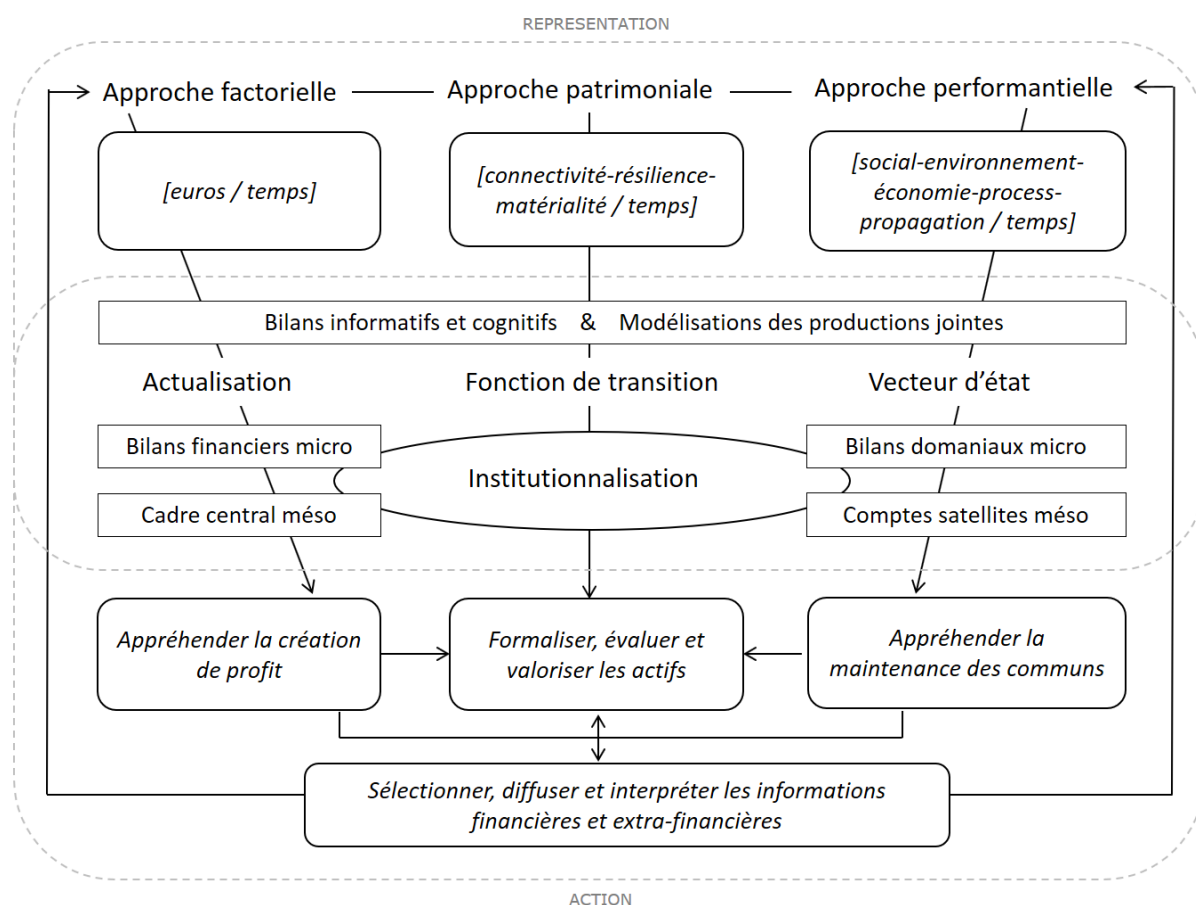 REPRESENTATION
Approche factorielle
Approche patrimoniale
Approche performantielle
[euros / temps]
[connectivité-résilience-
matérialité / temps]
[social-environnement-
économie-process-
propagation / temps]
Bilans informatifs et cognitifs & Modélisations des productions jointes
Actualisation
Fonction de transition
Vecteur d’état
Bilans financiers micro
Bilans domaniaux micro
Institutionnalisation
Cadre central méso
Comptes satellites méso
Appréhender la création
de profit
Formaliser, évaluer et
valoriser les actifs
Appréhender la
maintenance des communs
Sélectionner, diffuser et interpréter les informations
financières et extra-financières
ACTION